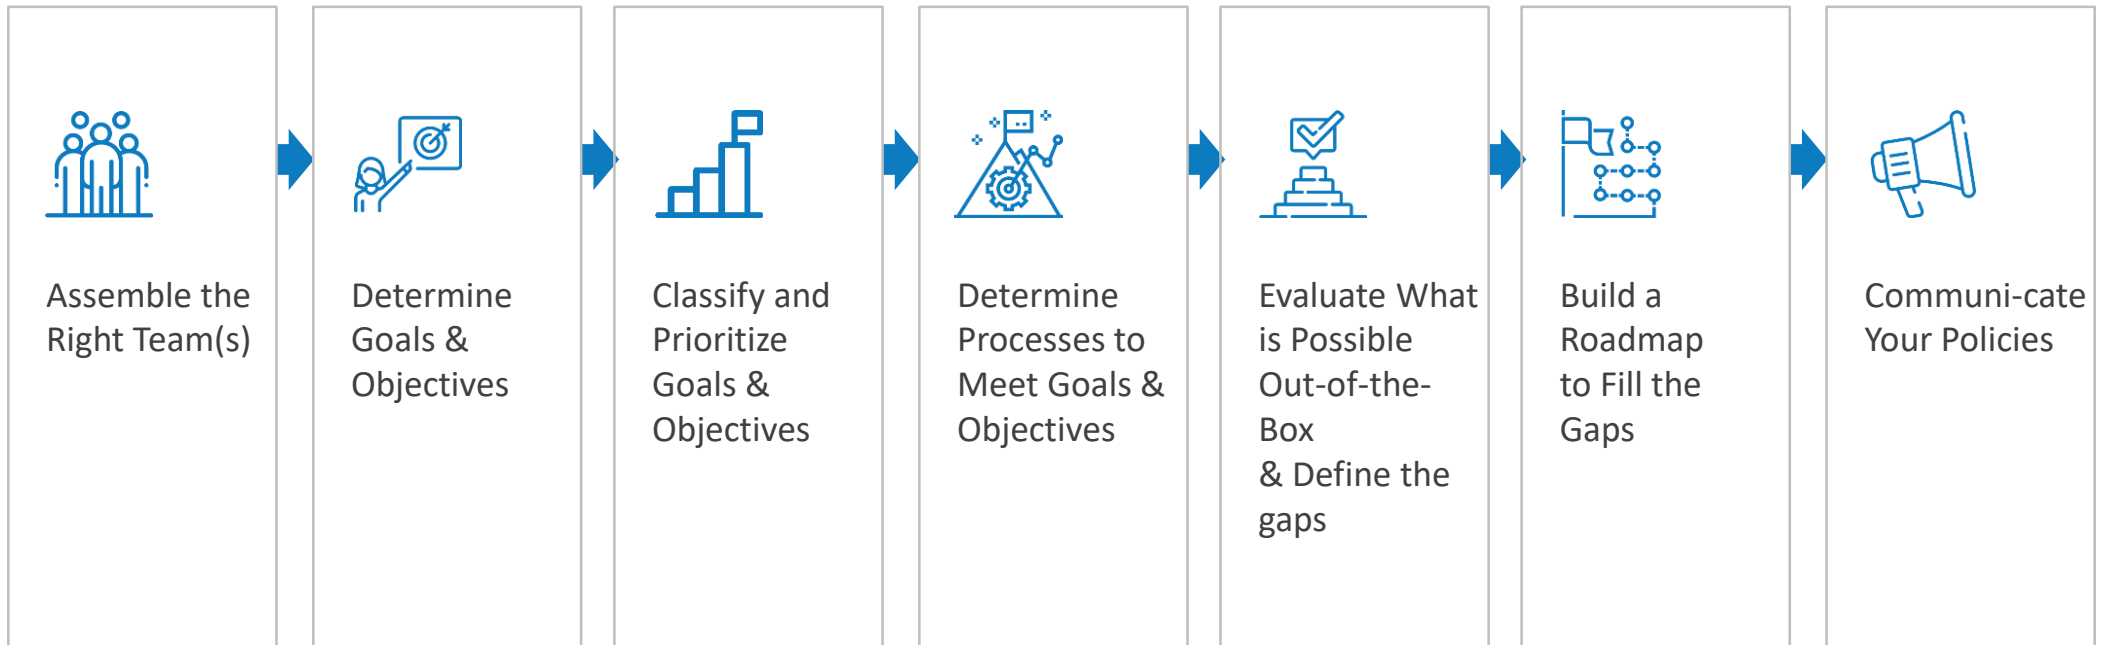 Assemble the
Right Team(s)
Determine
Goals &
Objectives
Classify and
Prioritize
Goals &
Objectives
Determine
Processes to
Meet Goals &
Objectives
Evaluate What
is Possible
Out-of-the-
Box
& Define the
gaps
Build a
Roadmap
to Fill the
Gaps
Communi-cate
Your Policies